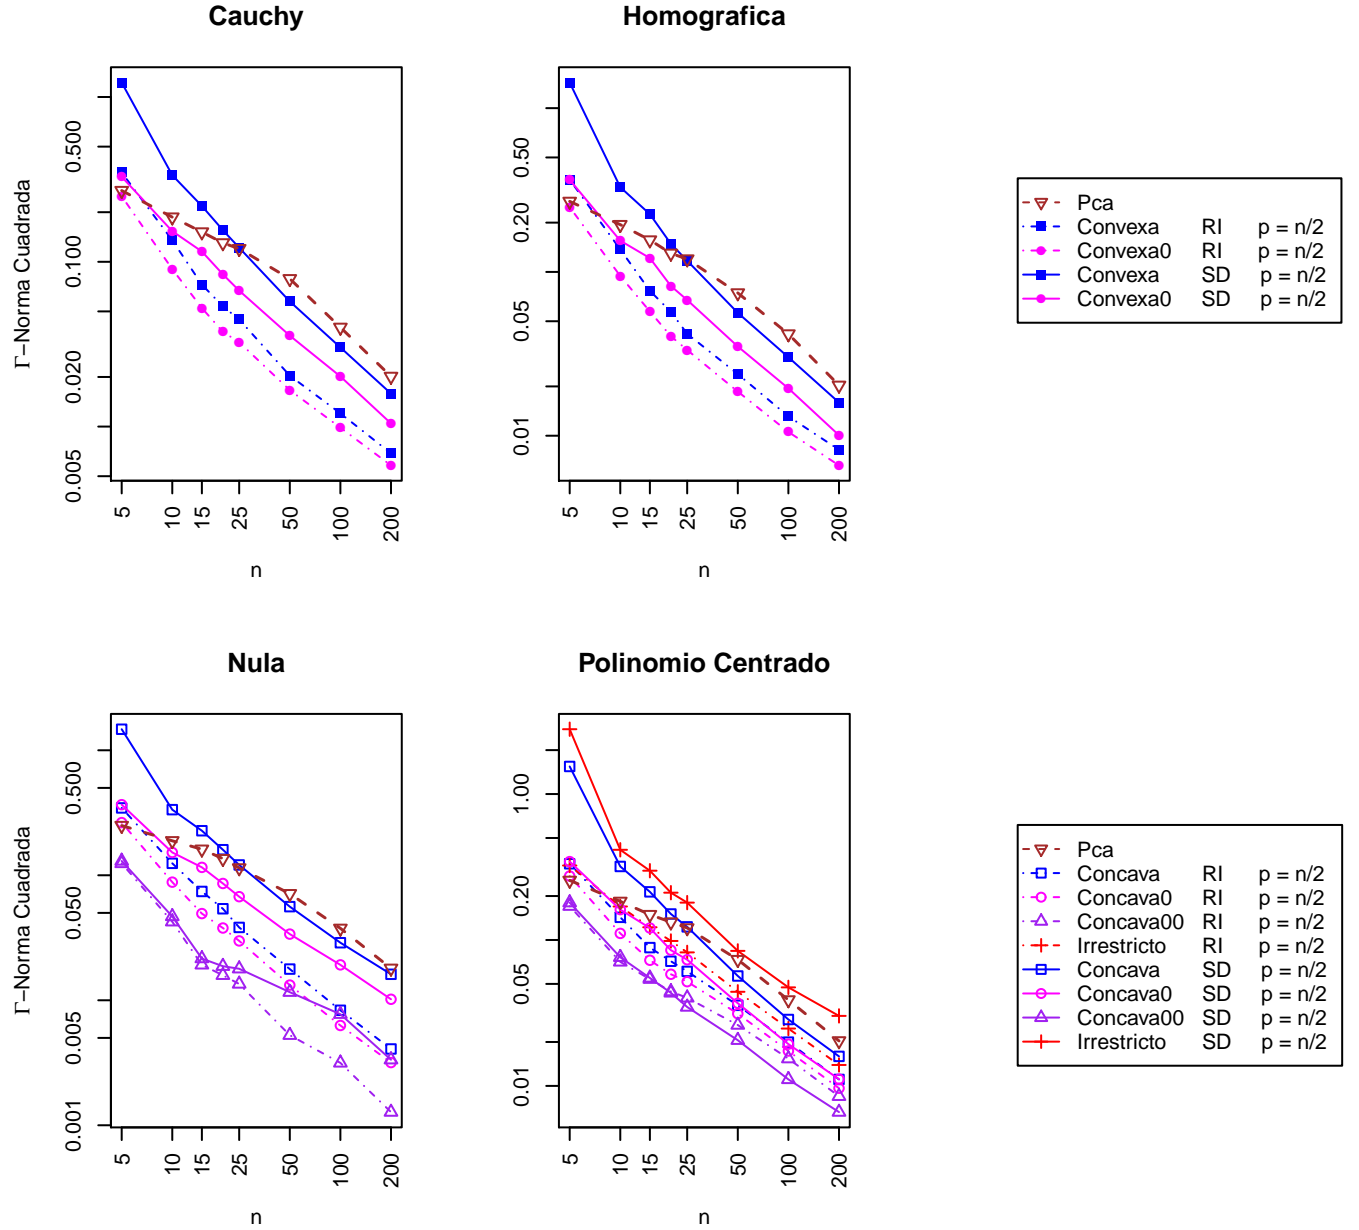 Cauchy
Γ−Norma Cuadrada
0.500
0.100
0.020
0.005
5
10
15
25
50
100
200
n
Homografica
0.50
0.20
0.05
0.01
5
10
15
25
50
100
200
n
Pca
Convexa RI p = n/2
Convexa0 RI p = n/2
Convexa SD p = n/2
Convexa0 SD p = n/2
Nula
Γ−Norma Cuadrada
0.500
0.050
0.005
0.001
5
10
15
25
50
100
200
n
Polinomio Centrado
1.00
0.20
0.05
0.01
5
10
15
25
50
100
200
n
Pca
Concava RI p = n/2
Concava0 RI p = n/2
Concava00 RI p = n/2
Irrestricto RI p = n/2
Concava SD p = n/2
Concava0 SD p = n/2
Concava00 SD p = n/2
Irrestricto SD p = n/2